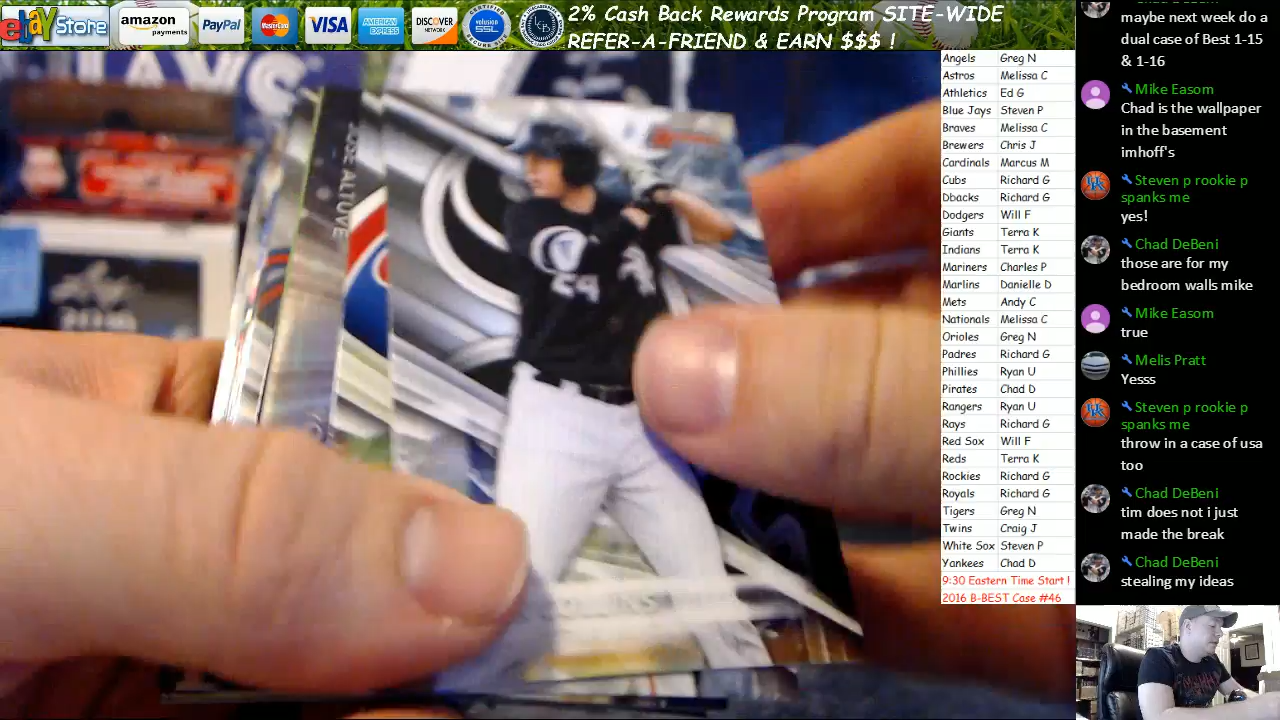 ebay Store
amazon
payments
PayPal
MasterCard
VISA
AMERICAN EXPRESS
DISCOVER
NETWORK
2% Cash Back Rewards Program SITE-WIDE
REFER-A-FRIEND & EARN $$$ !
Angels Greg N
Astros Melissa C
Athletics Ed G
Blue Jays Steven P
Braves Melissa C
Brewers Chris J
Cardinals Marcus M
Cubs Richard G
Dbacks Richard G
Dodgers Will F
Giants Terra K
Indians Terra K
Mariners Charles P
Marlins Danielle D
Mets Andy C
Nationals Melissa C
Orioles Greg N
Padres Richard G
Phillies Ryan U
Pirates Chad D
Rangers Ryan U
Rays Richard G
Red Sox Will F
Reds Terra K
Rockies Richard G
Royals Richard G
Tigers Greg N
Twins Craig J
White Sox Steven P
Yankees Chad D
9:30 Eastern Time Start !
2016 B-BEST Case #46
maybe next week do a
dual case of Best 1-15
& 1-16
Mike Easom
Chad is the wallpaper
in the basement
imhoff's
Steven p rookie p
spanks me
yes!
Chad DeBeni
those are for my
bedroom walls mike
Mike Easom
true
Melis Pratt
Yesss
Steven p rookie p
spanks me
throw in a case of usa
too
Chad DeBeni
tim does not i just
made the break
Chad DeBeni
stealing my ideas
JOSE ALTUVE